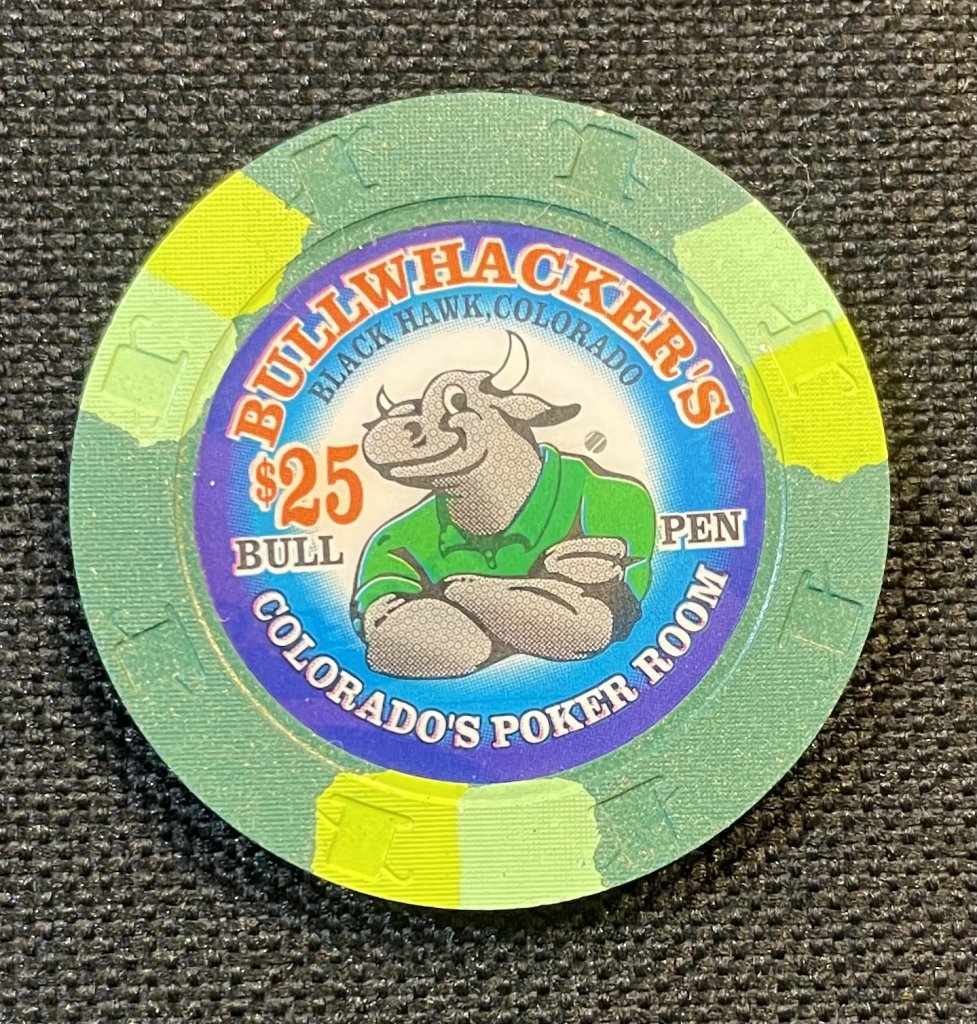 BULLWHACKER'S
BLACK HAWK, COLORADO
$25
BULL PEN
COLORADO'S POKER ROOM